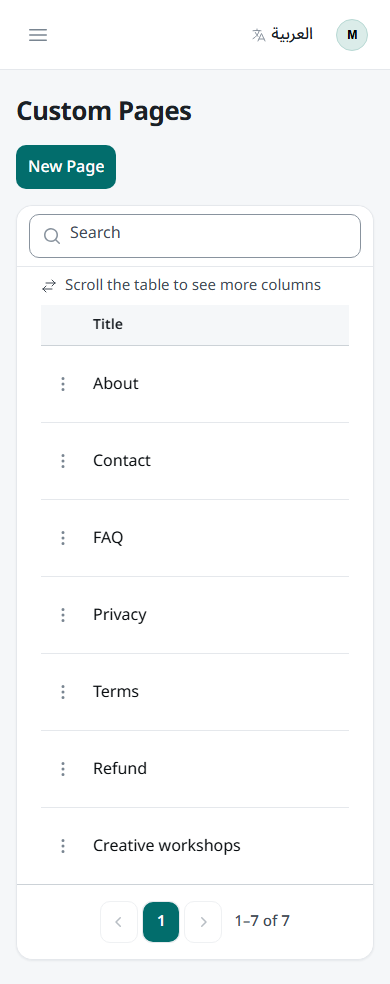 العربية
M
Custom Pages
New Page
Search
Scroll the table to see more columns
Title
About
Contact
FAQ
Privacy
Terms
Refund
Creative workshops
1
1–7 of 7